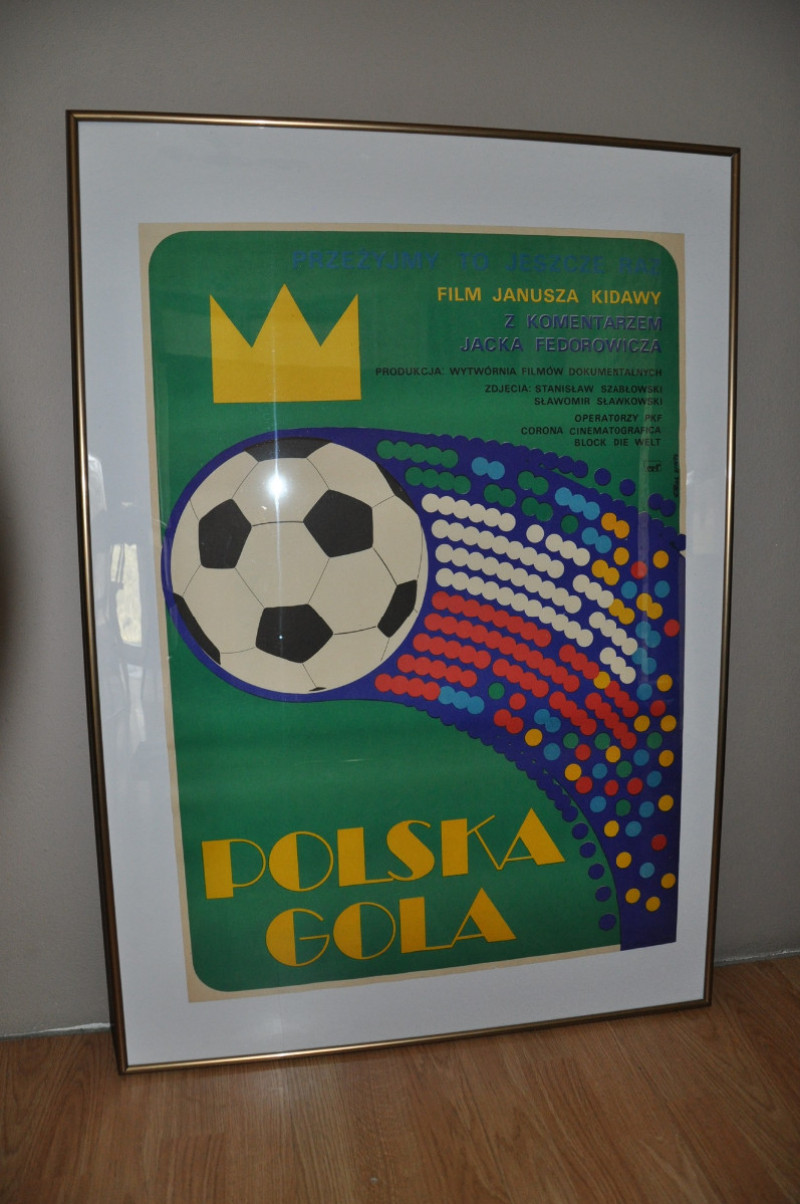 PRZEŻYJMY TO JESZCZE RAZ
FILM JANUSZA KIDAWY
Z KOMENTARZEM
JACKA FEDOROWICZA
PRODUKCJA: WYTWÓRNIA FILMÓW DOKUMENTALNYCH
ZDJĘCIA: STANISŁAW SZABŁOWSKI
SŁAWOMIR SŁAWKOWSKI
OPERATORZY PKF
CORONA CINEMATOGRAFICA
BLOCK DIE WELT
POLSKA
GOLA